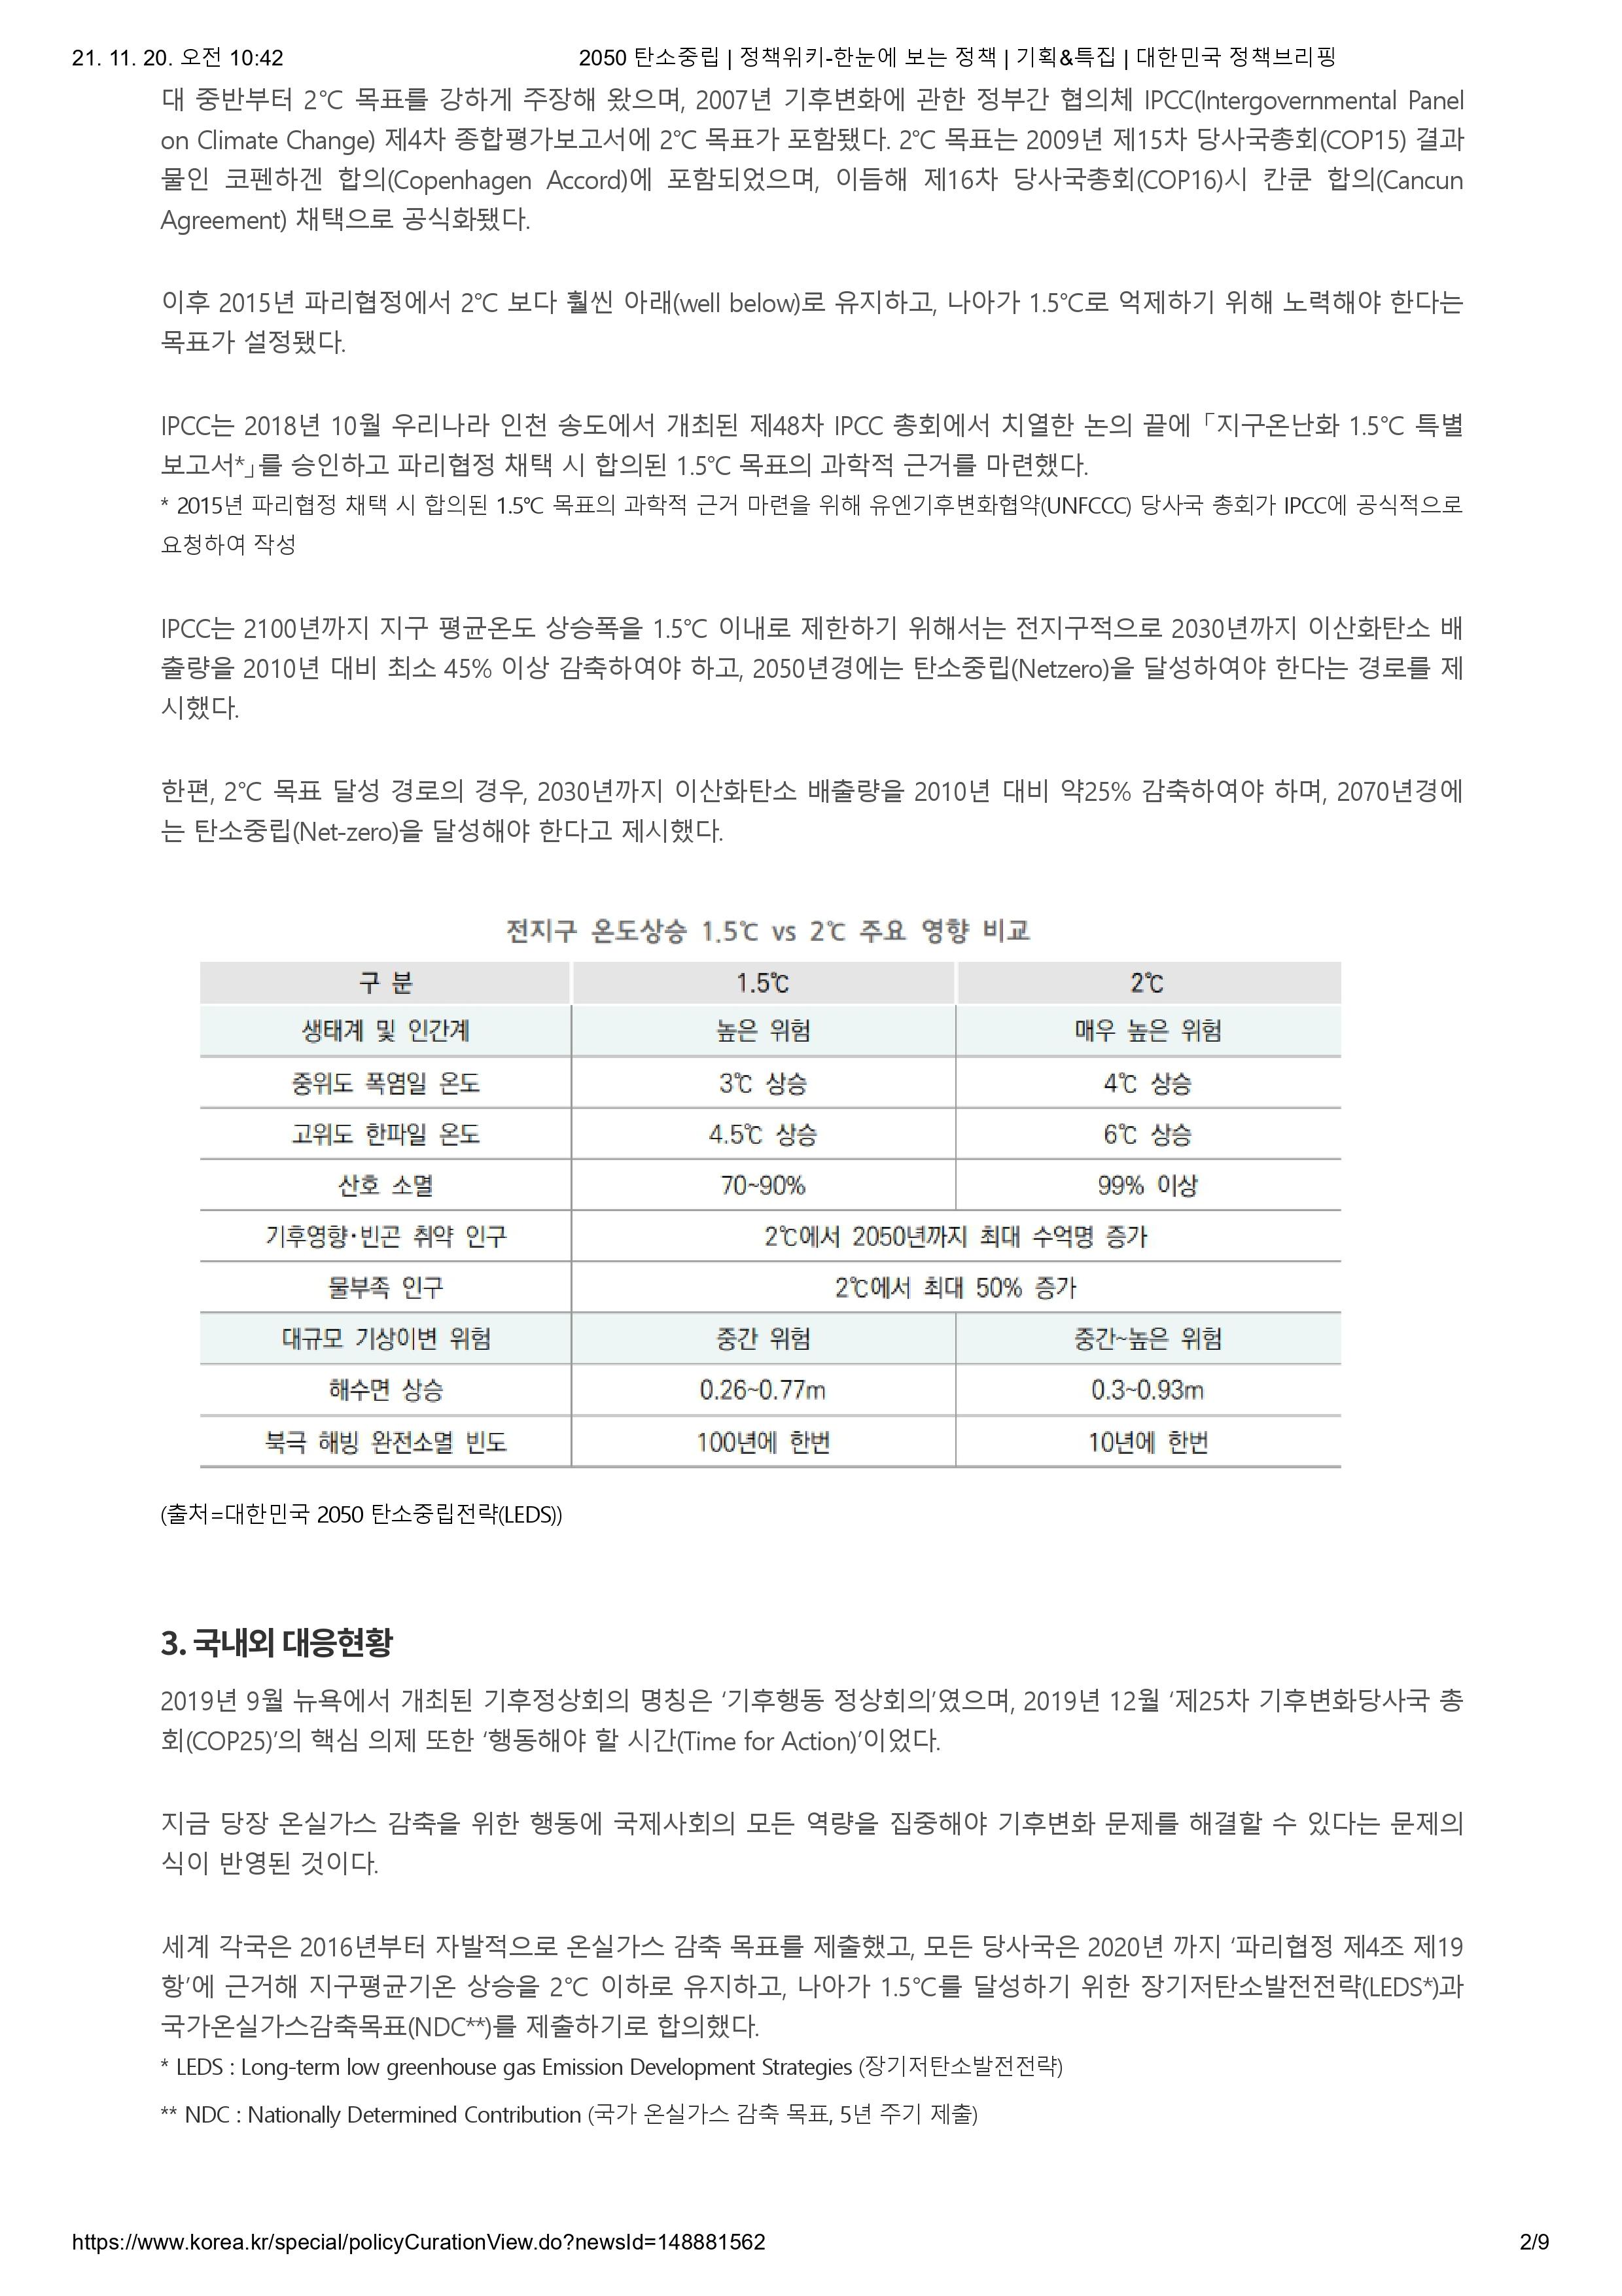 21. 11. 20. 오전 10:42 2050 탄소중립 | 정책위키-한눈에 보는 정책 | 기획&특집 | 대한민국 정책브리핑
대 중반부터 2℃ 목표를 강하게 주장해 왔으며, 2007년 기후변화에 관한 정부간 협의체 IPCC(Intergovernmental Panel
on Climate Change) 제4차 종합평가보고서에 2℃ 목표가 포함됐다. 2℃ 목표는 2009년 제15차 당사국총회(COP15) 결과
물인 코펜하겐 합의(Copenhagen Accord)에 포함되었으며, 이듬해 제16차 당사국총회(COP16)시 칸쿤 합의(Cancun
Agreement) 채택으로 공식화됐다.
이후 2015년 파리협정에서 2℃ 보다 훨씬 아래(well below)로 유지하고, 나아가 1.5℃로 억제하기 위해 노력해야 한다는
목표가 설정됐다.
IPCC는 2018년 10월 우리나라 인천 송도에서 개최된 제48차 IPCC 총회에서 치열한 논의 끝에 「지구온난화 1.5℃ 특별
보고서*」를 승인하고 파리협정 채택 시 합의된 1.5℃ 목표의 과학적 근거를 마련했다.
* 2015년 파리협정 채택 시 합의된 1.5℃ 목표의 과학적 근거 마련을 위해 유엔기후변화협약(UNFCCC) 당사국 총회가 IPCC에 공식적으로
요청하여 작성
IPCC는 2100년까지 지구 평균온도 상승폭을 1.5℃ 이내로 제한하기 위해서는 전지구적으로 2030년까지 이산화탄소 배
출량을 2010년 대비 최소 45% 이상 감축하여야 하고, 2050년경에는 탄소중립(Netzero)을 달성하여야 한다는 경로를 제
시했다.
한편, 2℃ 목표 달성 경로의 경우, 2030년까지 이산화탄소 배출량을 2010년 대비 약25% 감축하여야 하며, 2070년경에
는 탄소중립(Net-zero)을 달성해야 한다고 제시했다.
전지구 온도상승 1.5℃ vs 2℃ 주요 영향 비교
구 분 1.5℃ 2℃
생태계 및 인간계 높은 위험 매우 높은 위험
중위도 폭염일 온도 3℃ 상승 4℃ 상승
고위도 한파일 온도 4.5℃ 상승 6℃ 상승
산호 소멸 70~90% 99% 이상
기후영향·빈곤 취약 인구 2℃에서 2050년까지 최대 수억명 증가
물부족 인구 2℃에서 최대 50% 증가
대규모 기상이변 위험 중간 위험 중간~높은 위험
해수면 상승 0.26~0.77m 0.3~0.93m
북극 해빙 완전소멸 빈도 100년에 한번 10년에 한번
(출처=대한민국 2050 탄소중립전략(LEDS))
3. 국내외 대응현황
2019년 9월 뉴욕에서 개최된 기후정상회의 명칭은 ‘기후행동 정상회의’였으며, 2019년 12월 ‘제25차 기후변화당사국 총
회(COP25)’의 핵심 의제 또한 ‘행동해야 할 시간(Time for Action)’이었다.
지금 당장 온실가스 감축을 위한 행동에 국제사회의 모든 역량을 집중해야 기후변화 문제를 해결할 수 있다는 문제의
식이 반영된 것이다.
세계 각국은 2016년부터 자발적으로 온실가스 감축 목표를 제출했고, 모든 당사국은 2020년 까지 ‘파리협정 제4조 제19
항’에 근거해 지구평균기온 상승을 2℃ 이하로 유지하고, 나아가 1.5℃를 달성하기 위한 장기저탄소발전전략(LEDS*)과
국가온실가스감축목표(NDC**)를 제출하기로 합의했다.
* LEDS : Long-term low greenhouse gas Emission Development Strategies (장기저탄소발전전략)
** NDC : Nationally Determined Contribution (국가 온실가스 감축 목표, 5년 주기 제출)
https://www.korea.kr/special/policyCurationView.do?newsId=148881562 2/9